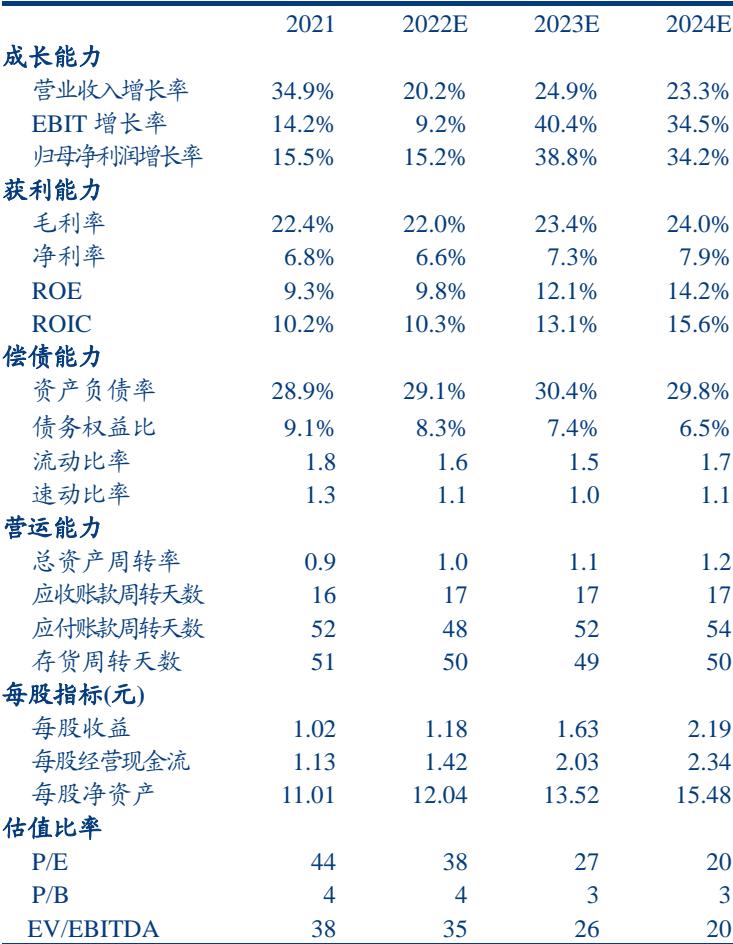 2021 2022E 2023E 2024E
成长能力
营业收入增长率 34.9% 20.2% 24.9% 23.3%
EBIT 增长率 14.2% 9.2% 40.4% 34.5%
归母净利润增长率 15.5% 15.2% 38.8% 34.2%
获利能力
毛利率 22.4% 22.0% 23.4% 24.0%
净利率 6.8% 6.6% 7.3% 7.9%
ROE 9.3% 9.8% 12.1% 14.2%
ROIC 10.2% 10.3% 13.1% 15.6%
偿债能力
资产负债率 28.9% 29.1% 30.4% 29.8%
债务权益比 9.1% 8.3% 7.4% 6.5%
流动比率 1.8 1.6 1.5 1.7
速动比率 1.3 1.1 1.0 1.1
营运能力
总资产周转率 0.9 1.0 1.1 1.2
应收账款周转天数 16 17 17 17
应付账款周转天数 52 48 52 54
存货周转天数 51 50 49 50
每股指标(元)
每股收益 1.02 1.18 1.63 2.19
每股经营现金流 1.13 1.42 2.03 2.34
每股净资产 11.01 12.04 13.52 15.48
估值比率
P/E 44 38 27 20
P/B 4 4 3 3
EV/EBITDA 38 35 26 20